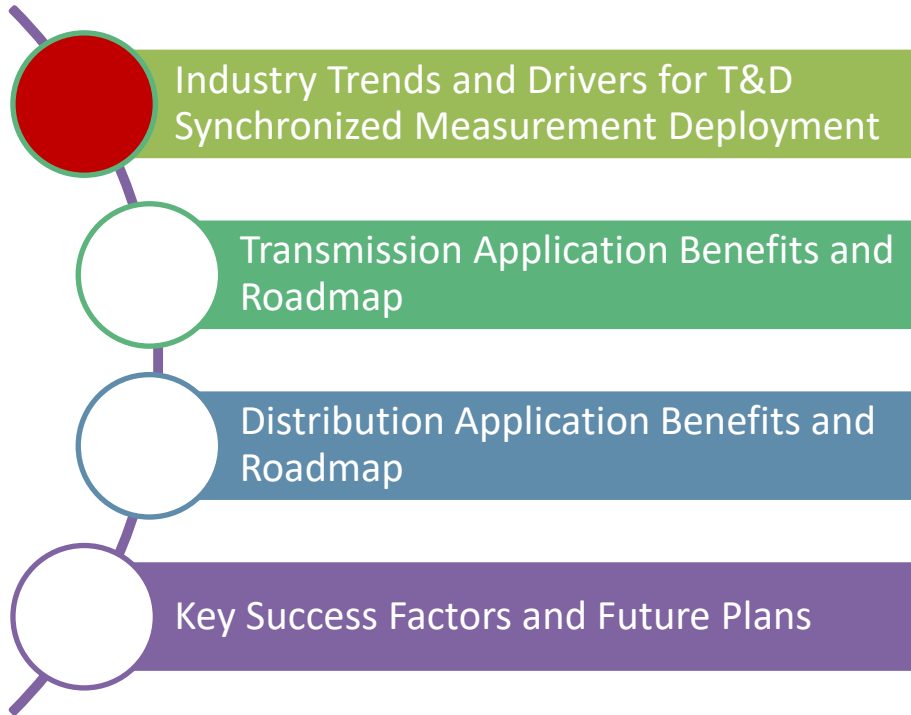 Industry Trends and Drivers for T&D
Synchronized Measurement Deployment
Transmission Application Benefits and
Roadmap
Distribution Application Benefits and
Roadmap
Key Success Factors and Future Plans